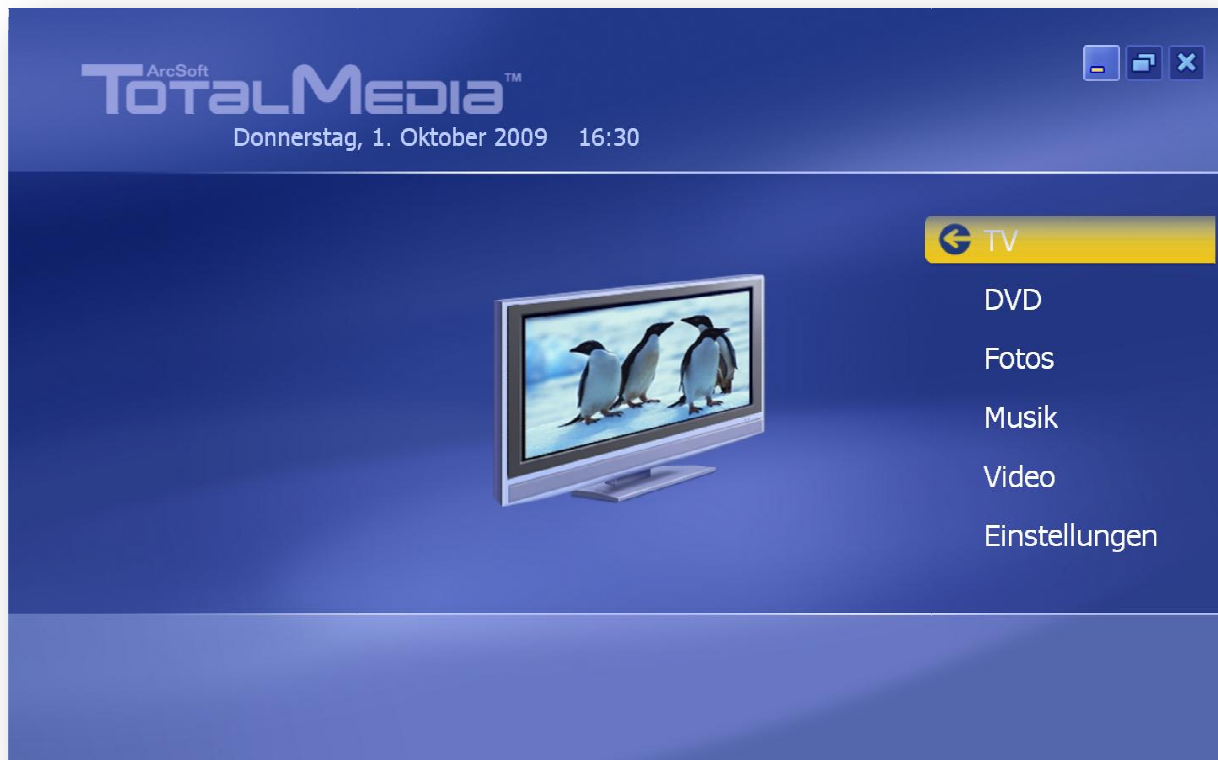 ArcSoft
TOTALMEDIA™
Donnerstag, 1. Oktober 2009 16:30
TV
DVD
Fotos
Musik
Video
Einstellungen